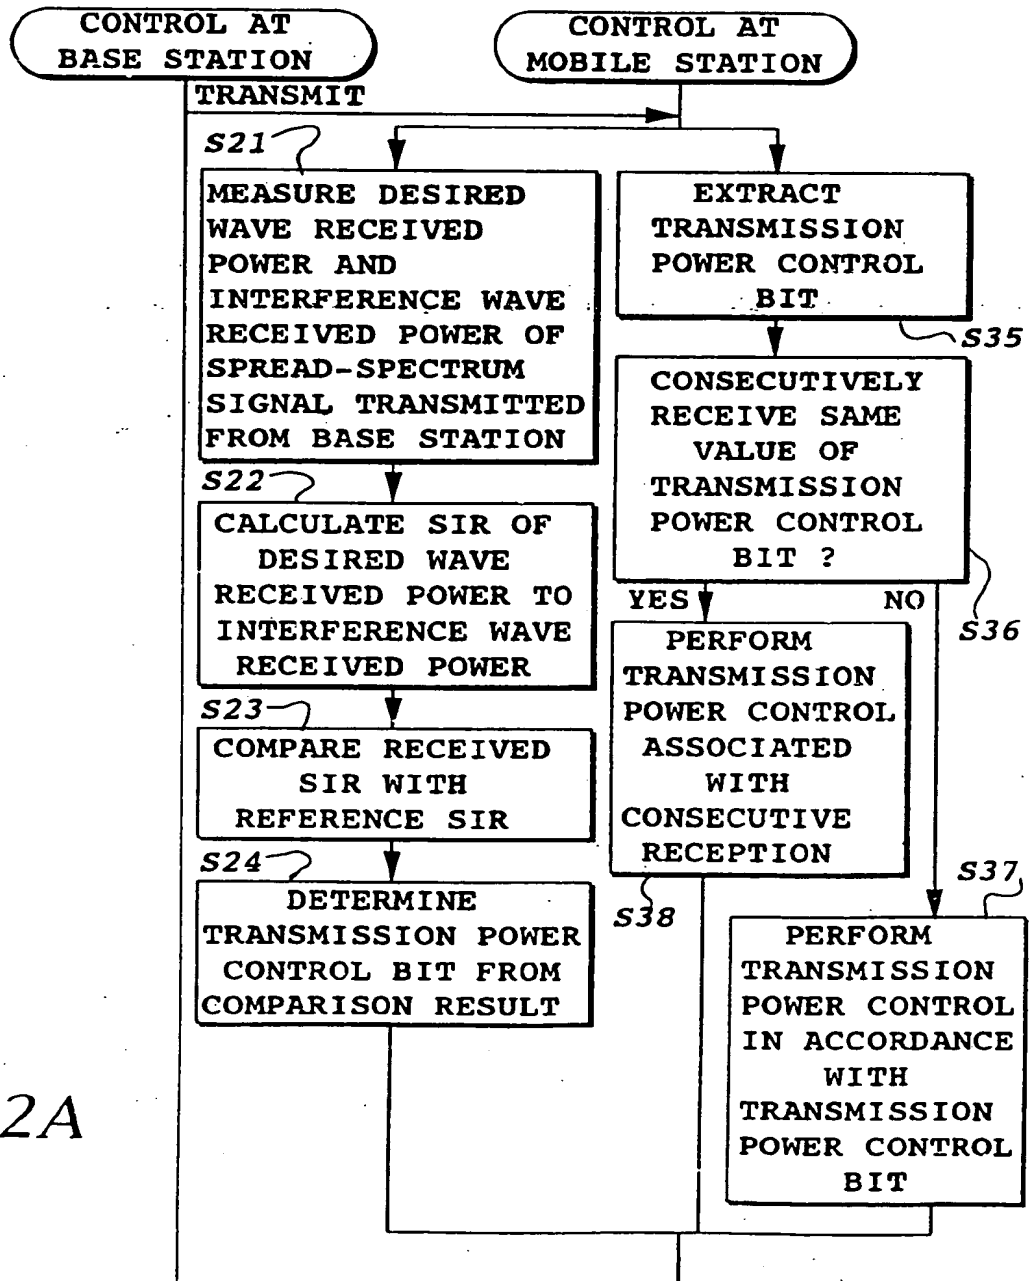 CONTROL AT
BASE STATION
CONTROL AT
MOBILE STATION
TRANSMIT
S21
MEASURE DESIRED
WAVE RECEIVED
POWER AND
INTERFERENCE WAVE
RECEIVED POWER OF
SPREAD-SPECTRUM
SIGNAL TRANSMITTED
FROM BASE STATION
S22
CALCULATE SIR OF
DESIRED WAVE
RECEIVED POWER TO
INTERFERENCE WAVE
RECEIVED POWER
S23
COMPARE RECEIVED
SIR WITH
REFERENCE SIR
S24
DETERMINE
TRANSMISSION POWER
CONTROL BIT FROM
COMPARISON RESULT
EXTRACT
TRANSMISSION
POWER CONTROL
BIT
S35
CONSECUTIVELY
RECEIVE SAME
VALUE OF
TRANSMISSION
POWER CONTROL
BIT ?
S36
YES
NO
PERFORM
TRANSMISSION
POWER CONTROL
ASSOCIATED
WITH
CONSECUTIVE
RECEPTION
S38
S37
PERFORM
TRANSMISSION
POWER CONTROL
IN ACCORDANCE
WITH
TRANSMISSION
POWER CONTROL
BIT
2A